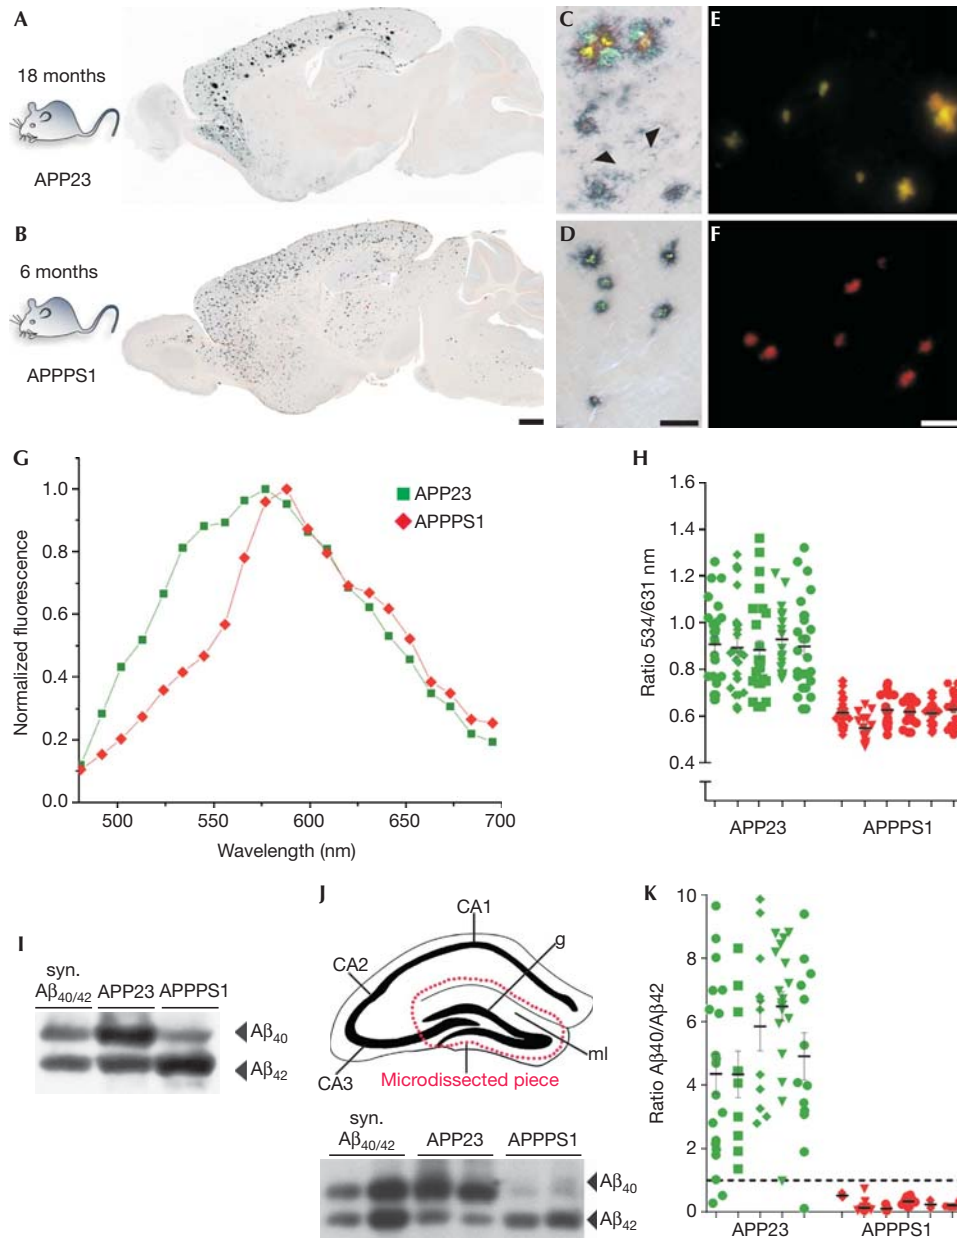 A
18 months
APP23
B
6 months
APPPS1
C
D
E
F
G
Normalized fluorescence
1.0
0.8
0.6
0.4
0.2
0.0
500
550
600
650
700
Wavelength (nm)
APP23
APPPS1
H
Ratio 534/631 nm
1.6
1.4
1.2
1.0
0.8
0.6
0.4
APP23
APPPS1
I
syn.
Aβ40/42 APP23 APPPS1
Aβ40
Aβ42
J
CA1
g
CA2
ml
CA3
Microdissected piece
syn.
Aβ40/42 APP23 APPPS1
Aβ40
Aβ42
K
Ratio Aβ40/Aβ42
10
8
6
4
2
0
APP23
APPPS1